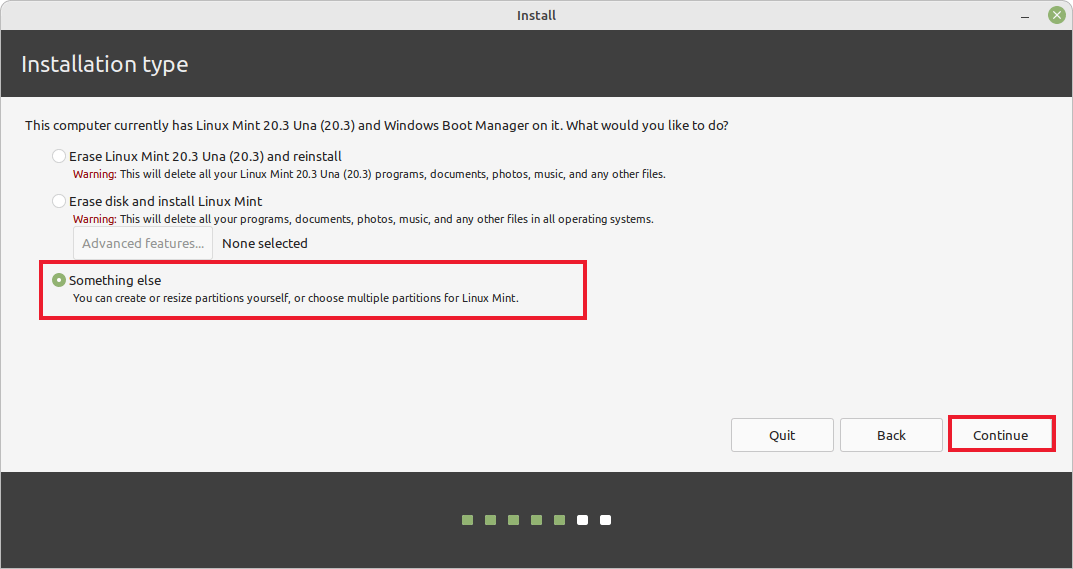 Install
Installation type
This computer currently has Linux Mint 20.3 Una (20.3) and Windows Boot Manager on it. What would you like to do?
Erase Linux Mint 20.3 Una (20.3) and reinstall
Warning: This will delete all your Linux Mint 20.3 Una (20.3) programs, documents, photos, music, and any other files.
Erase disk and install Linux Mint
Warning: This will delete all your programs, documents, photos, music, and any other files in all operating systems.
Advanced features... None selected
Something else
You can create or resize partitions yourself, or choose multiple partitions for Linux Mint.
Quit Back Continue